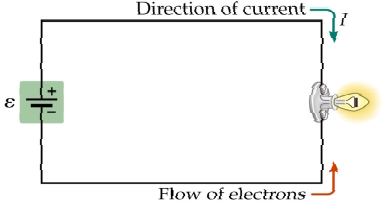 Direction of current
I
ε
+
−
Flow of electrons